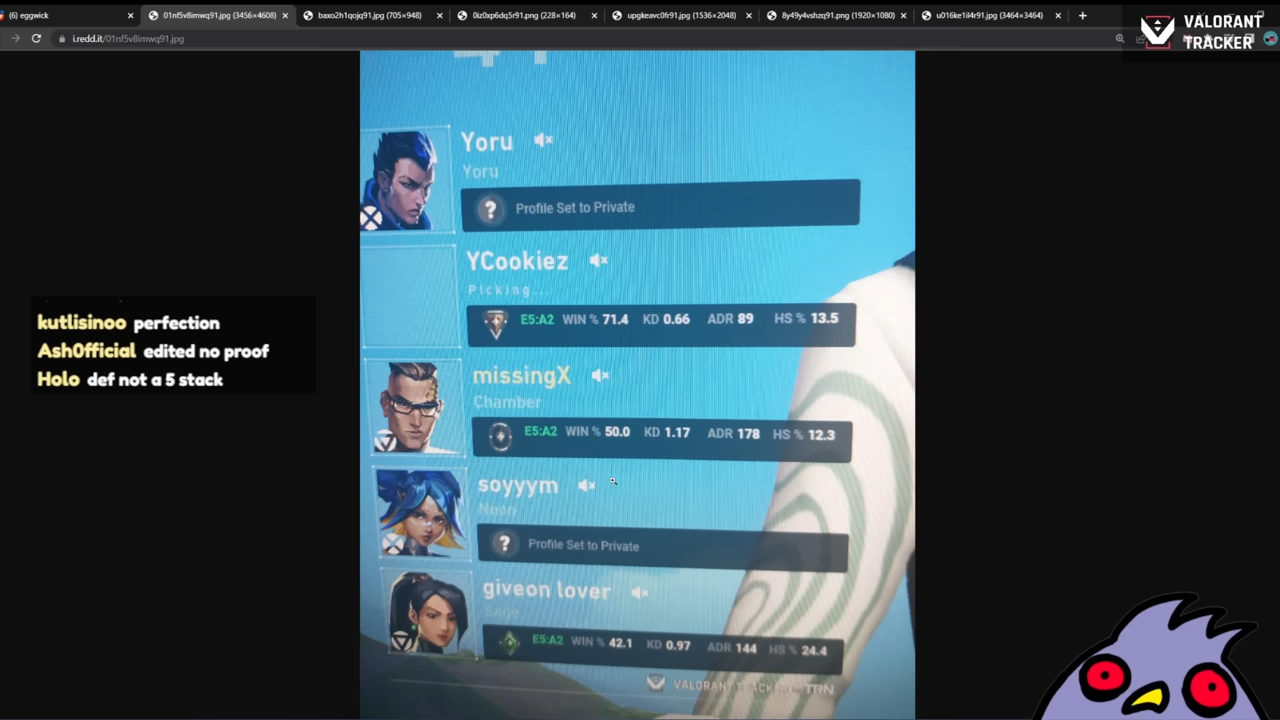 eggwick
01nf5v8imwq91.jpg (3456×4608)
baxo2h1qojq91.jpg (705×948)
0iz0xp6dq5r91.png (228×164)
upgkeavc0fr91.jpg (1536×2048)
8y49y4vshzq91.png (1920×1080)
u016ke1il4r91.jpg (3464×3464)
i.redd.it/01nf5v8imwq91.jpg
VALORANT
TRACKER
Yoru
Yoru
? Profile Set to Private
YCookiez
Picking...
E5:A2 WIN % 71.4 KD 0.66 ADR 89 HS % 13.5
kutlisinoo perfection
Ash0fficial edited no proof
Holo def not a 5 stack
missingX
Chamber
E5:A2 WIN % 50.0 KD 1.17 ADR 178 HS % 12.3
soyyym
Neon
? Profile Set to Private
giveon lover
Sage
E5:A2 WIN % 42.1 KD 0.97 ADR 144 HS % 24.4
VALORANT TRACKER TRN